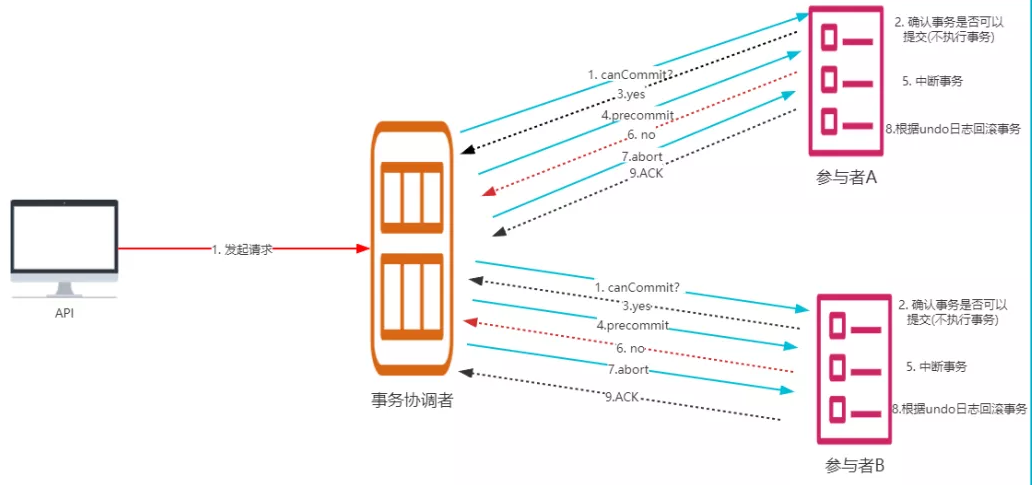 1. canCommit?
3.yes
4.precommit
6. no
7.abort
9.ACK
2. 确认事务是否可以
提交(不执行事务)
5. 中断事务
8.根据undo日志回滚事务
参与者A
1. 发起请求
API
事务协调者
1. canCommit?
3.yes
4.precommit
6. no
7.abort
9.ACK
2. 确认事务是否可以
提交(不执行事务)
5. 中断事务
8.根据undo日志回滚事务
参与者B